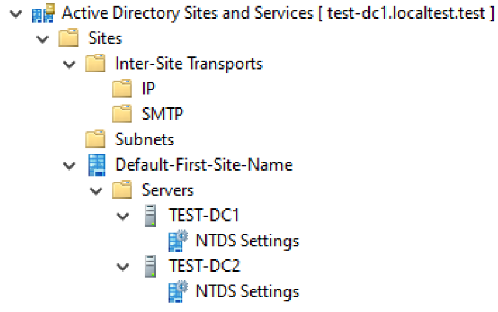 Active Directory Sites and Services [ test-dc1.localtest.test ]
Sites
Inter-Site Transports
IP
SMTP
Subnets
Default-First-Site-Name
Servers
TEST-DC1
NTDS Settings
TEST-DC2
NTDS Settings